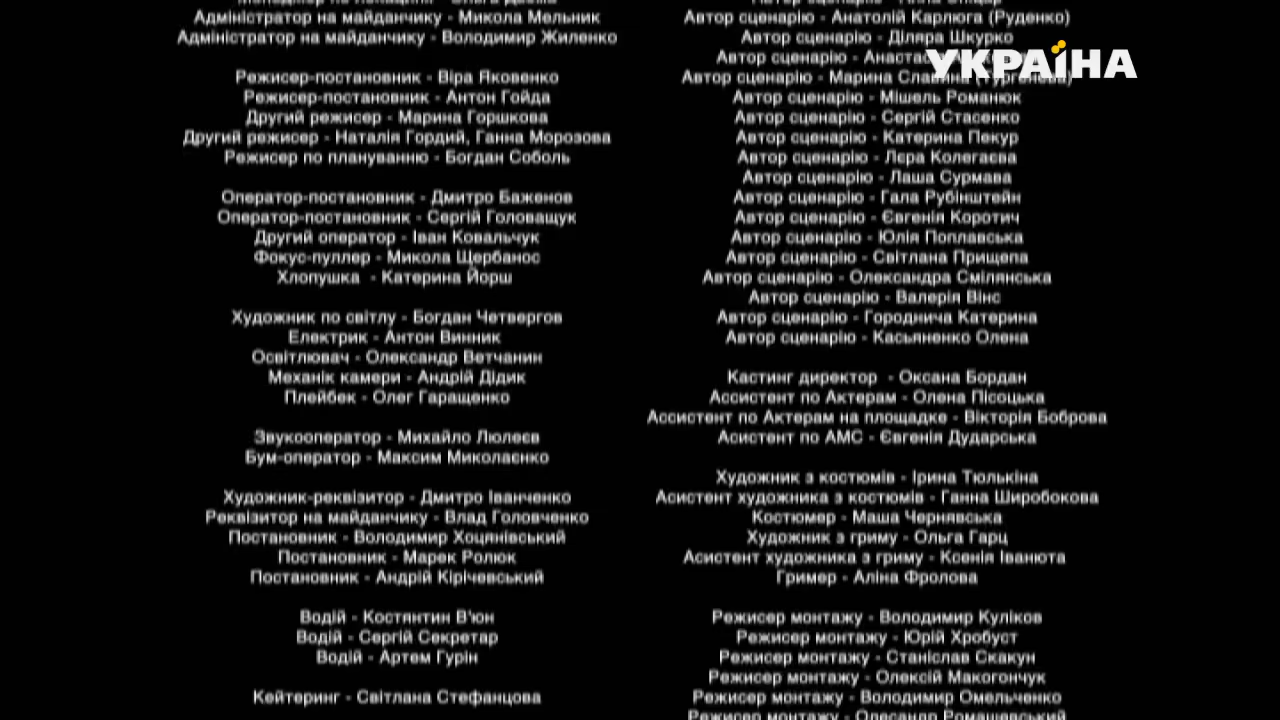 Адміністратор на майданчику - Микола Мельник
Адміністратор на майданчику - Володимир Жиленко
Режисер-постановник - Віра Яковенко
Режисер-постановник - Антон Гойда
Другий режисер - Марина Горшкова
Другий режисер - Наталія Гордий, Ганна Морозова
Режисер по плануванню - Богдан Соболь
Оператор-постановник - Дмитро Баженов
Оператор-постановник - Сергій Головащук
Другий оператор - Іван Ковальчук
Фокус-пуллер - Микола Щербанос
Хлопушка - Катерина Йорш
Художник по світлу - Богдан Четвергов
Електрик - Антон Винник
Освітлювач - Олександр Ветчанин
Механік камери - Андрій Дідик
Плейбек - Олег Гаращенко
Звукооператор - Михайло Люлеєв
Бум-оператор - Максим Миколаєнко
Художник-реквізитор - Дмитро Іванченко
Реквізитор на майданчику - Влад Головченко
Постановник - Володимир Хоцянівський
Постановник - Марек Ролюк
Постановник - Андрій Кірічевський
Водій - Костянтин В'юн
Водій - Сергій Секретар
Водій - Артем Гурін
Кейтеринг - Світлана Стефанцова
Автор сценарію - Анатолій Карлюга (Руденко)
Автор сценарію - Діляра Шкурко
Автор сценарію -
Автор сценарію - Марина
Автор сценарію - Мішель Романюк
Автор сценарію - Сергій Стасенко
Автор сценарію - Катерина Пекур
Автор сценарію - Лєра Колегаєва
Автор сценарію - Лаша Сурмава
Автор сценарію - Гала Рубінштейн
Автор сценарію - Євгенія Коротич
Автор сценарію - Юлія Поплавська
Автор сценарію - Світлана Прищепа
Автор сценарію - Олександра Смілянська
Автор сценарію - Валерія Вінс
Автор сценарію - Городнича Катерина
Автор сценарію - Касьяненко Олена
Кастинг директор - Оксана Бордан
Ассистент по Актерам - Олена Пісоцька
Ассистент по Актерам на площадке - Вікторія Боброва
Асистент по АМС - Євгенія Дударська
Художник з костюмів - Ірина Тюлькіна
Асистент художника з костюмів - Ганна Широбокова
Костюмер - Маша Чернявська
Художник з гриму - Ольга Гарц
Асистент художника з гриму - Ксенія Іванюта
Гример - Аліна Фролова
Режисер монтажу - Володимир Куліков
Режисер монтажу - Юрій Хробуст
Режисер монтажу - Станіслав Скакун
Режисер монтажу - Олексій Макогончук
Режисер монтажу - Володимир Омельченко
УКРАЇНА